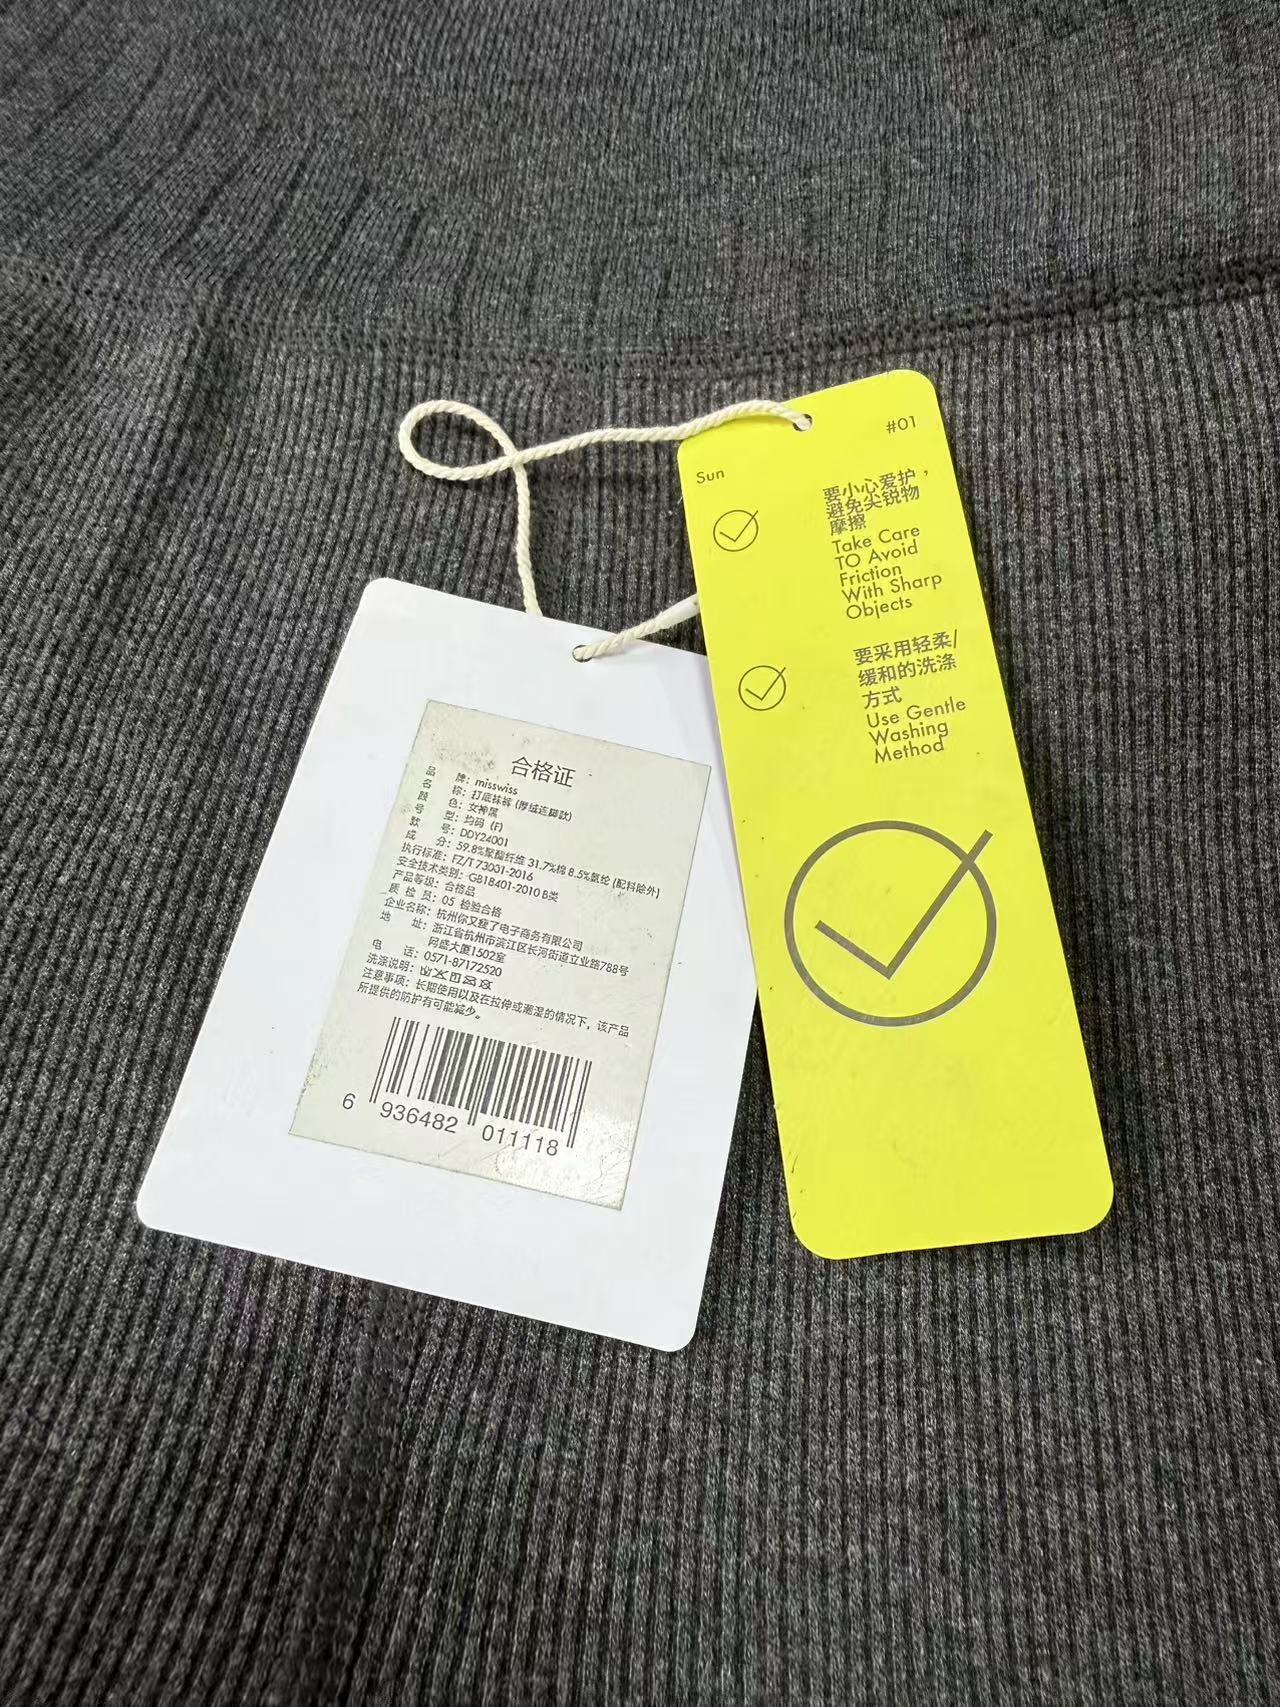 合格证
品 牌：misswiss
名 称：打底袜裤 (厚绒连脚款)
颜 色：女神黑
号 型：均码 (F)
款 号：DDY24001
成 分：59.8%聚酯纤维 31.7%棉 8.5%氨纶 (配料除外)
执行标准：FZ/T 73001-2016
安全技术类别：GB18401-2010 B类
产品等级：合格品
质 检 员：05 检验合格
企业名称：杭州你又瘦了电子商务有限公司
地 址：浙江省杭州市滨江区长河街道立业路788号
网盛大厦1502室
电 话：0571-87172520
洗涤说明：
注意事项：长期使用以及在拉伸或潮湿的情况下，该产品
所提供的防护有可能减少。
6 936482 011118
#01
Sun
要小心爱护，
避免尖锐物
摩擦
Take Care
TO Avoid
Friction
With Sharp
Objects
要采用轻柔/
缓和的洗涤
方式
Use Gentle
Washing
Method